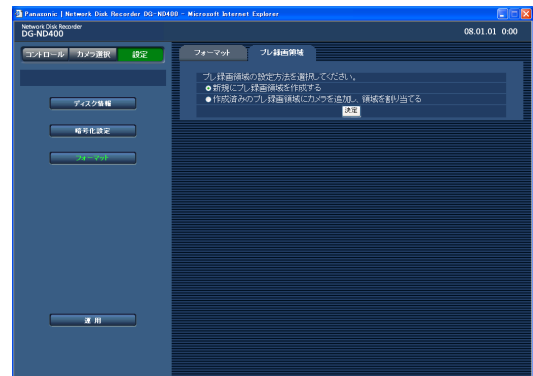 Panasonic | Network Disk Recorder DG-ND400 - Microsoft Internet Explorer
Network Disk Recorder
DG-ND400
08.01.01 0:00
コントロール カメラ選択 設定
フォーマット プレ録画領域
プレ録画領域の設定方法を選択してください。
新規にプレ録画領域を作成する
作成済みのプレ録画領域にカメラを追加し、領域を割り当てる
決定
ディスク情報
暗号化設定
フォーマット
運用